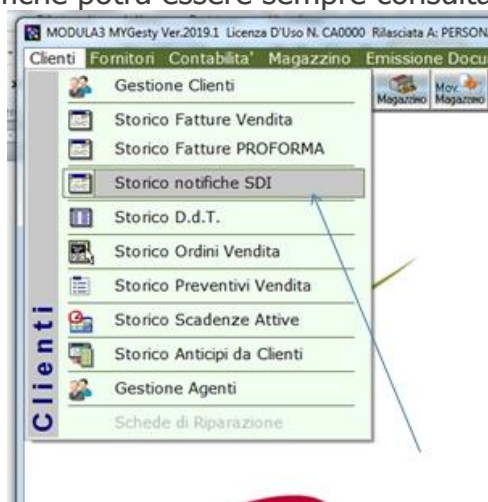 potrà essere sempre
MODULA3 MYGesty Ver.2019.1 Licenza D'Uso N. CA0000 Rilasciata A: PERSON
Clienti Fornitori Contabilita' Magazzino Emissione Docu
Magazzino Mov. Magazzino
Gestione Clienti
Storico Fatture Vendita
Storico Fatture PROFORMA
Storico notifiche SDI
Storico D.d.T.
Storico Ordini Vendita
Storico Preventivi Vendita
Storico Scadenze Attive
Storico Anticipi da Clienti
Gestione Agenti
Schede di Riparazione
Clienti